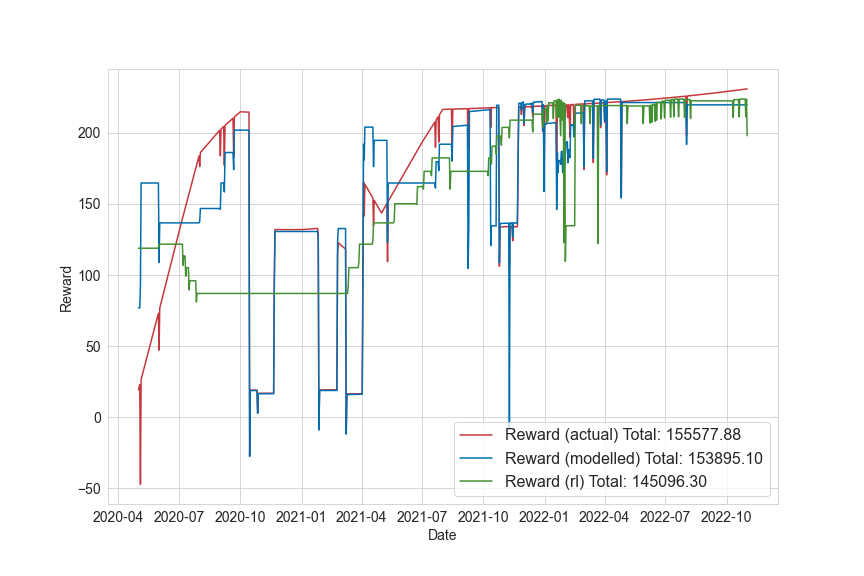 200
150
100
50
0
−50
Reward
2020-04 2020-07 2020-10 2021-01 2021-04 2021-07 2021-10 2022-01 2022-04 2022-07 2022-10
Date
Reward (actual) Total: 155577.88
Reward (modelled) Total: 153895.10
Reward (rl) Total: 145096.30